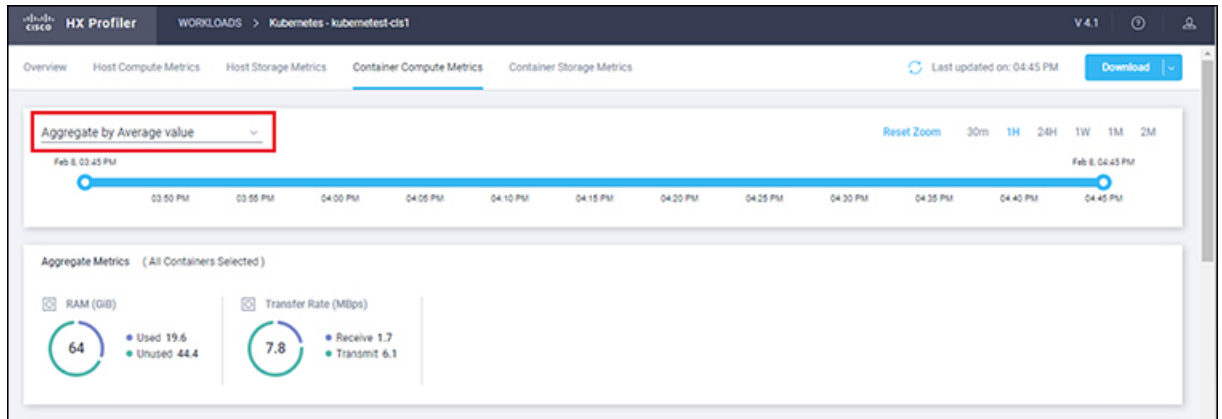 cisco HX Profiler WORKLOADS > Kubernetes - kubernetest-cls1 V 4.1
Overview Host Compute Metrics Host Storage Metrics Container Compute Metrics Container Storage Metrics Last updated on: 04:45 PM Download
Aggregate by Average value Reset Zoom 30m 1H 24H 1W 1M 2M
Feb 8, 03:45 PM Feb 8, 04:45 PM
03:50 PM 03:55 PM 04:00 PM 04:05 PM 04:10 PM 04:15 PM 04:20 PM 04:25 PM 04:30 PM 04:35 PM 04:40 PM 04:45 PM
Aggregate Metrics ( All Containers Selected )
RAM (GiB) Transfer Rate (MBps)
64 Used 19.6 7.8 Receive 1.7
Unused 44.4 Transmit 6.1